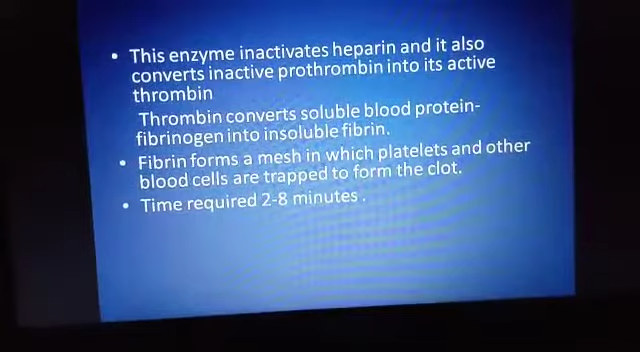 • This enzyme inactivates heparin and it also
converts inactive prothrombin into its active
thrombin
Thrombin converts soluble blood protein-
fibrinogen into insoluble fibrin.
• Fibrin forms a mesh in which platelets and other
blood cells are trapped to form the clot.
• Time required 2-8 minutes .